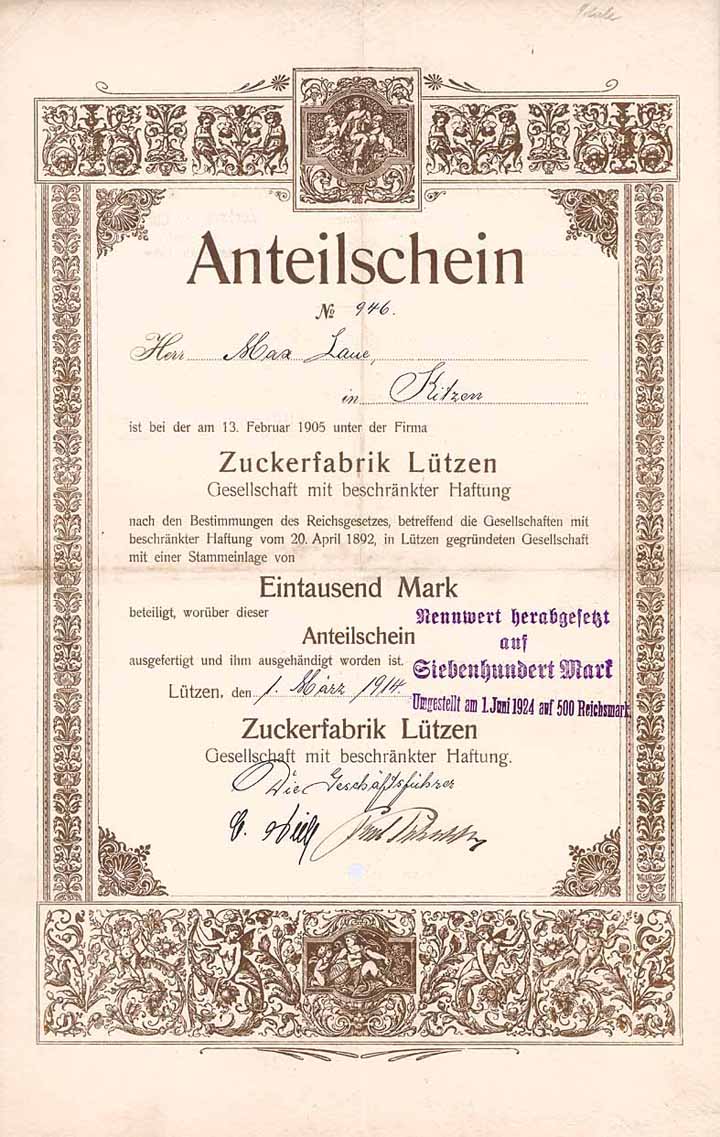 Anteilschein
№ 946.
Herr Max Laue,
in Kitzen
ist bei der am 13. Februar 1905 unter der Firma
Zuckerfabrik Lützen
Gesellschaft mit beschränkter Haftung
nach den Bestimmungen des Reichsgesetzes, betreffend die Gesellschaften mit
beschränkter Haftung vom 20. April 1892, in Lützen gegründeten Gesellschaft
mit einer Stammeinlage von
Eintausend Mark
beteiligt, worüber dieser
Anteilschein
ausgefertigt und ihm ausgehändigt worden ist.
Nennwert herabgesetzt
auf
Siebenhundert Mark
Umgestellt am 1. Juni 1924 auf 500 Reichsmark.
Lützen, den 1. März 1914.
Zuckerfabrik Lützen
Gesellschaft mit beschränkter Haftung.
Die Geschäftsführer